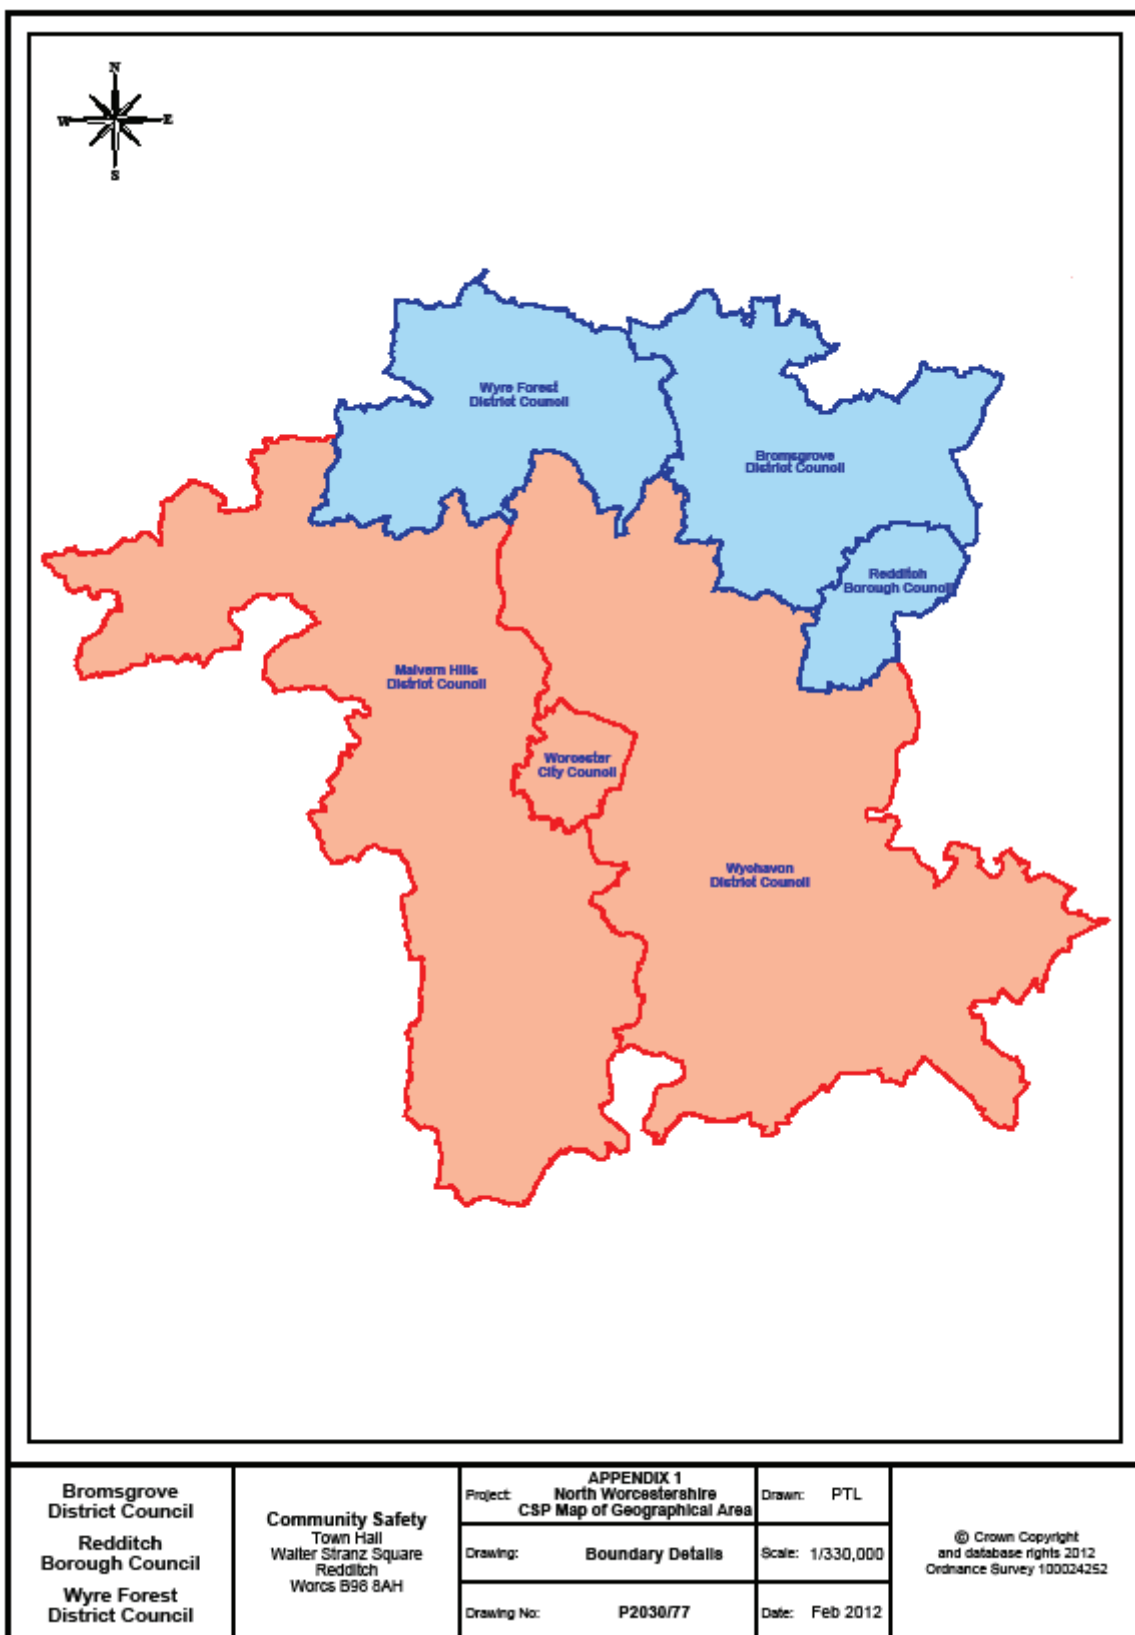 N
W E
S
Wyre Forest
District Council
Bromsgrove
District Council
Redditch
Borough Council
Malvern Hills
District Council
Worcester
City Council
Wychavon
District Council
Bromsgrove
District Council
Redditch
Borough Council
Wyre Forest
District Council
Community Safety
Town Hall
Walter Stranz Square
Redditch
Worcs B98 8AH
Project:
APPENDIX 1
North Worcestershire
CSP Map of Geographical Area
Drawn: PTL
Drawing: Boundary Details
Scale: 1/330,000
Drawing No: P2030/77
Date: Feb 2012
© Crown Copyright
and database rights 2012
Ordnance Survey 100024252